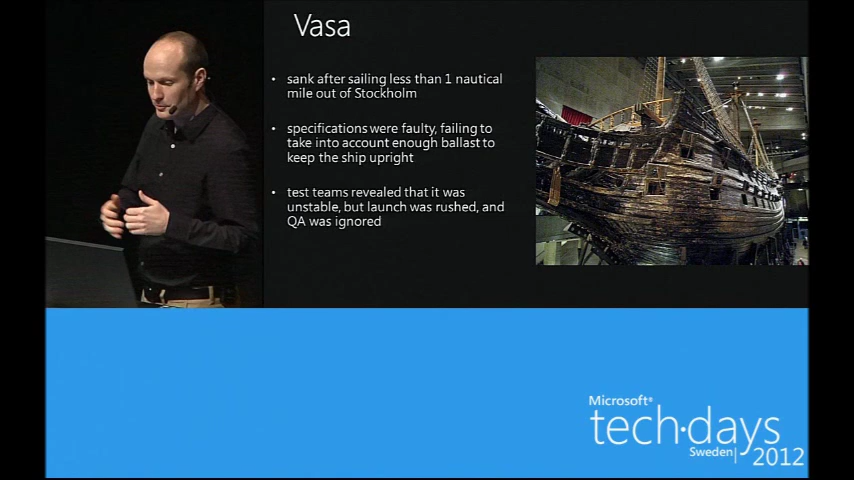 Vasa
• sank after sailing less than 1 nautical
mile out of Stockholm
• specifications were faulty, failing to
take into account enough ballast to
keep the ship upright
• test teams revealed that it was
unstable, but launch was rushed, and
QA was ignored
Microsoft®
tech·days
Sweden|
2012